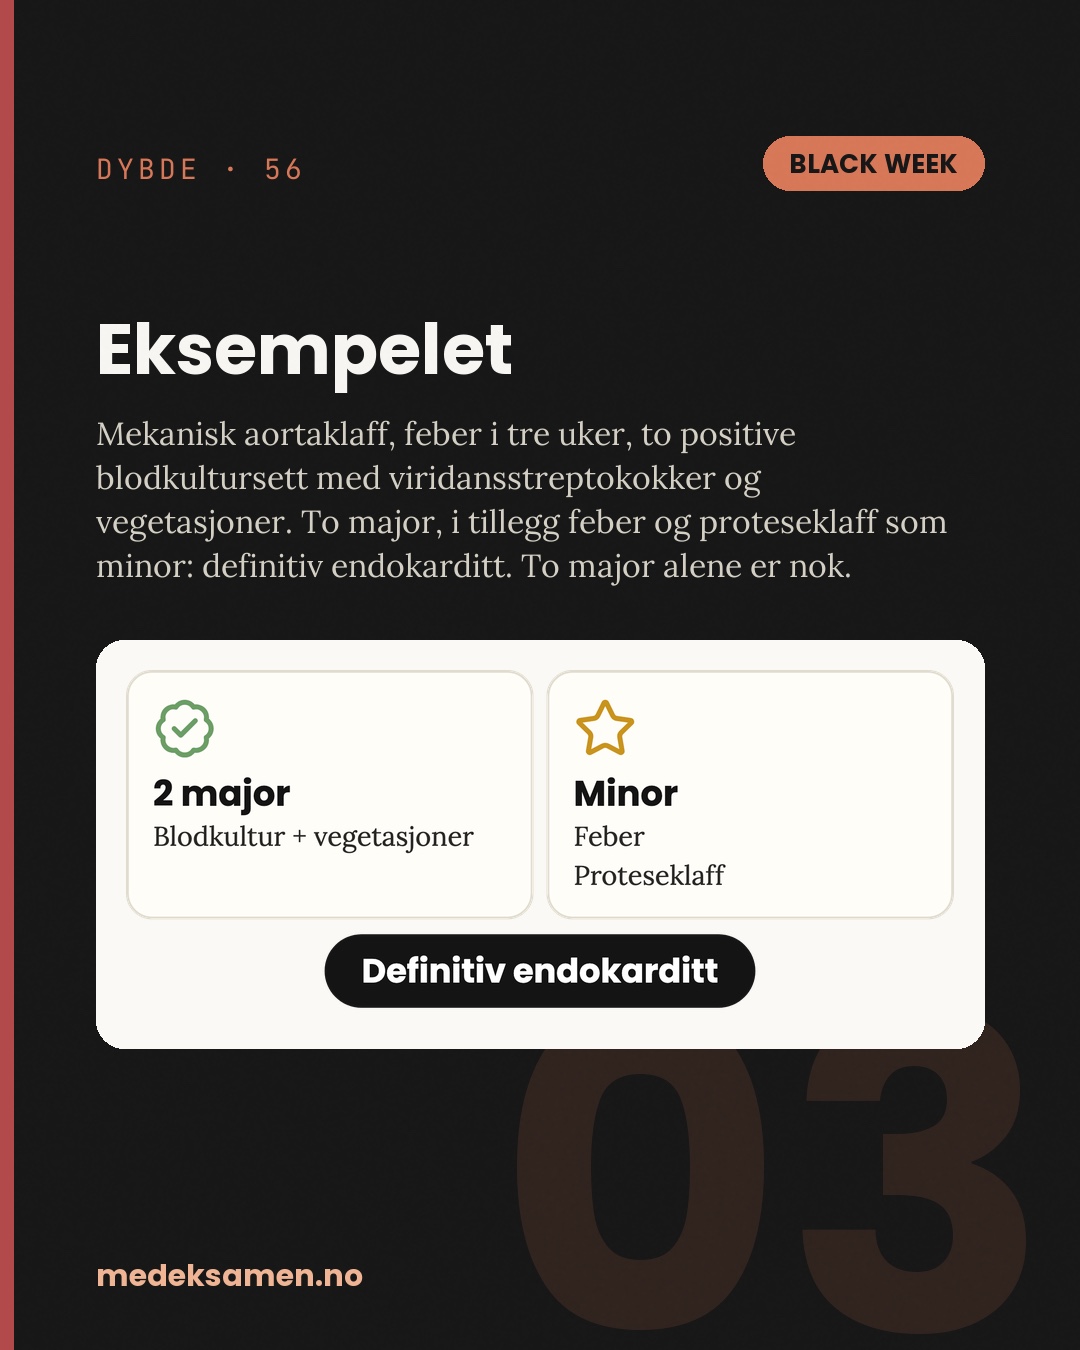 DYBDE · 56
BLACK WEEK
Eksempelet
Mekanisk aortaklaff, feber i tre uker, to positive
blodkultursett med viridansstreptokokker og
vegetasjoner. To major, i tillegg feber og proteseklaff som
minor: definitiv endokarditt. To major alene er nok.
2 major
Blodkultur + vegetasjoner
Minor
Feber
Proteseklaff
Definitiv endokarditt
03
medeksamen.no